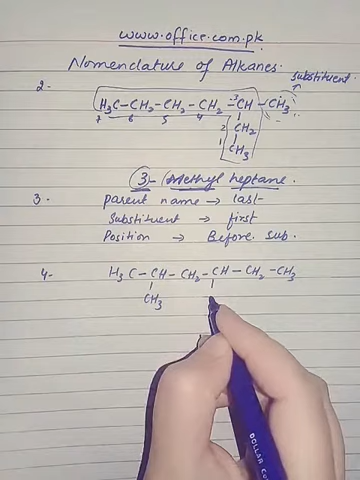 www.office.com.pk.
Nomenclature of Alkanes.
substituent
2- H₃C-CH₂-CH₂-CH₂-³CH-CH₃
7 6 5 4
2 CH₂
1 CH₃
3- Methyl heptane.
3. parent name → last
Substituent → first
Position → Before sub.
4- H₃C-CH-CH₂-CH-CH₂-CH₃
CH₃
DOLLAR